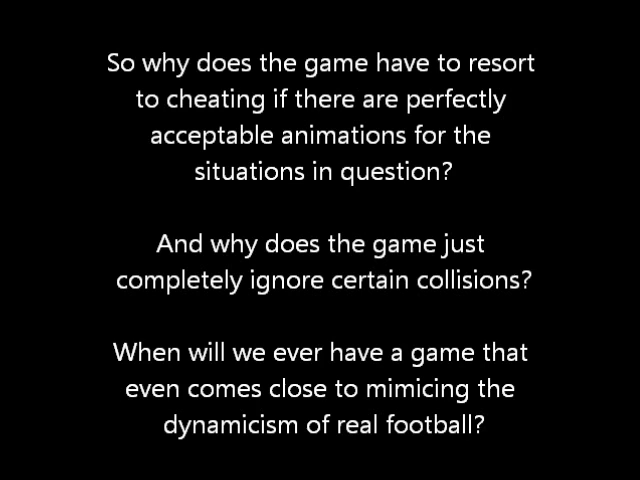 So why does the game have to resort
to cheating if there are perfectly
acceptable animations for the
situations in question?
And why does the game just
completely ignore certain collisions?
When will we ever have a game that
even comes close to mimicing the
dynamicism of real football?